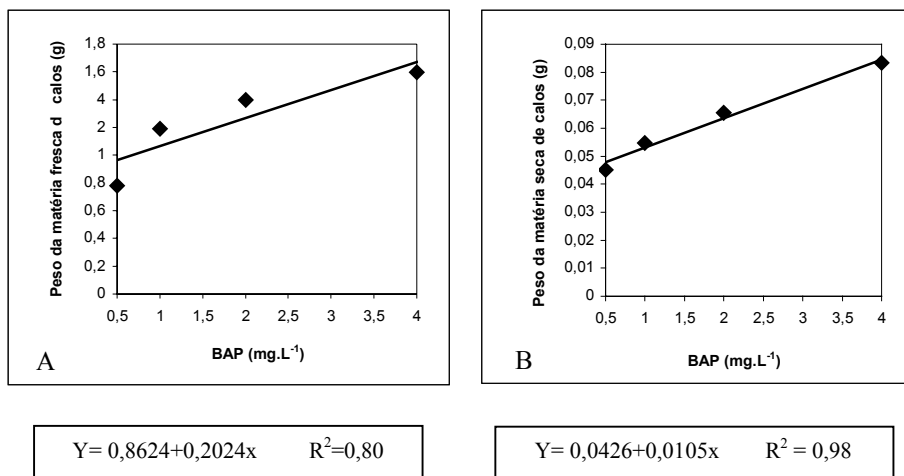 Peso da matéria fresca d calos (g)
1,8
1,6
4
2
1
0,8
0,6
0,4
0,2
0
0,5 1 1,5 2 2,5 3 3,5 4
BAP (mg.L-1)
A
Y= 0,8624+0,2024x R2=0,80
Peso da matéria seca de calos (g)
0,09
0,08
0,07
0,06
0,05
0,04
0,03
0,02
0,01
0
0,5 1 1,5 2 2,5 3 3,5 4
BAP (mg.L-1)
B
Y= 0,0426+0,0105x R2 = 0,98